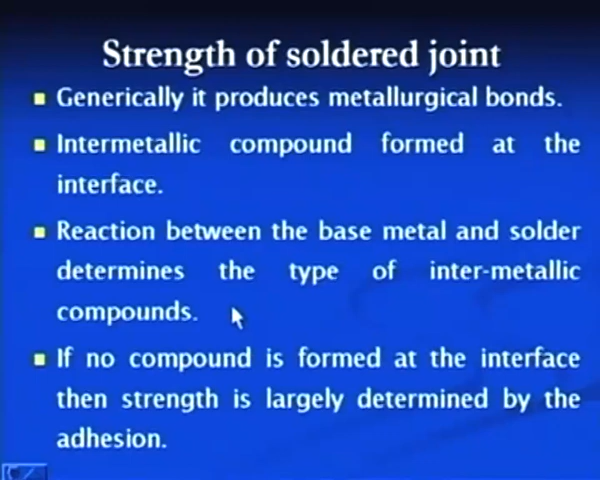 Strength of soldered joint
Generically it produces metallurgical bonds.
Intermetallic compound formed at the
interface.
Reaction between the base metal and solder
determines the type of inter-metallic
compounds.
If no compound is formed at the interface
then strength is largely determined by the
adhesion.